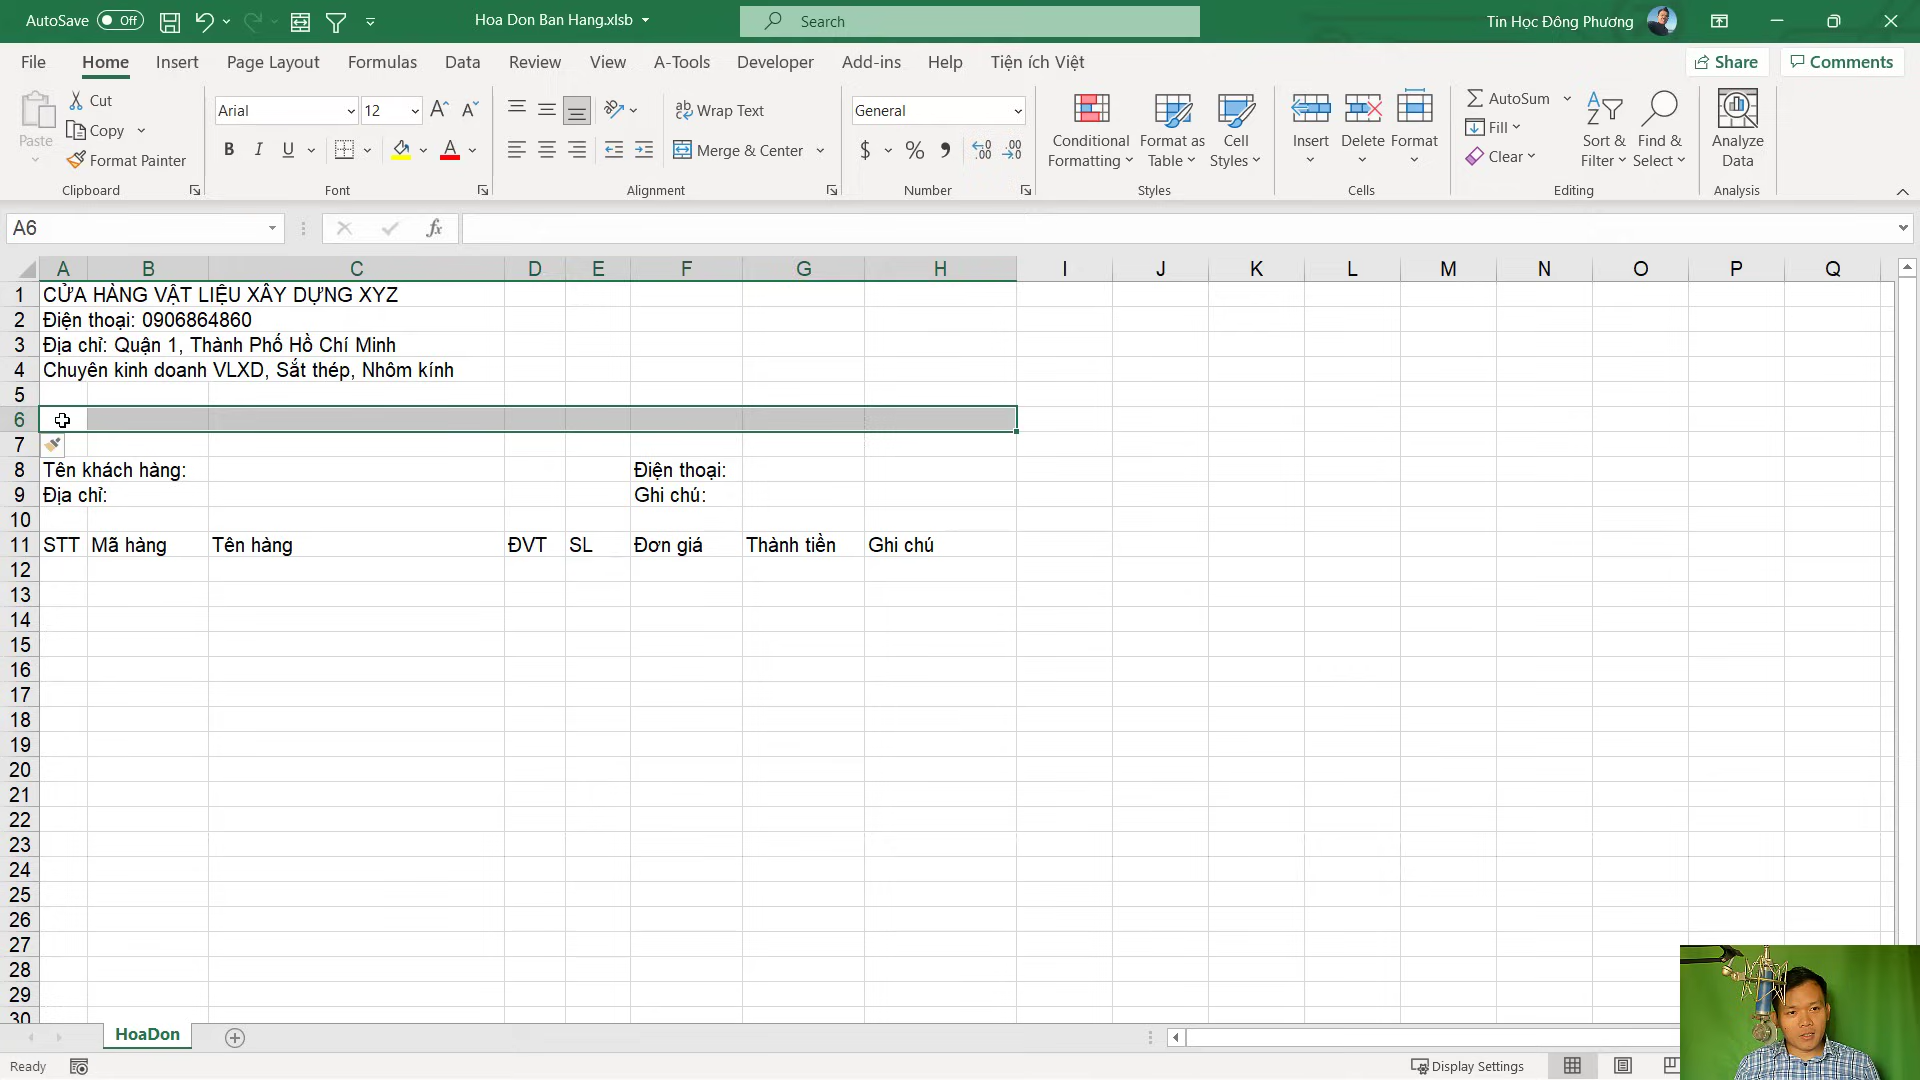 AutoSave Off Hoa Don Ban Hang.xlsb Search Tin Học Đông Phương
File Home Insert Page Layout Formulas Data Review View A-Tools Developer Add-ins Help Tiện ích Việt Share Comments
Paste Cut Copy Format Painter
Clipboard
Arial 12
B I U A
Font
Wrap Text
Merge & Center
Alignment
General
$ % 9 .00
Number
Conditional Formatting
Format as Table
Cell Styles
Styles
Insert Delete Format
Cells
AutoSum
Fill
Clear
Sort & Filter
Find & Select
Editing
Analyze Data
Analysis
A6 fx
A B C D E F G H I J K L M N O P Q
1 CỬA HÀNG VẬT LIỆU XÂY DỰNG XYZ
2 Điện thoại: 0906864860
3 Địa chỉ: Quận 1, Thành Phố Hồ Chí Minh
4 Chuyên kinh doanh VLXD, Sắt thép, Nhôm kính
5
6
7
8 Tên khách hàng: Điện thoại:
9 Địa chỉ: Ghi chú:
10
11 STT Mã hàng Tên hàng ĐVT SL Đơn giá Thành tiền Ghi chú
12
13
14
15
16
17
18
19
20
21
22
23
24
25
26
27
28
29
30
HoaDon
Ready Display Settings